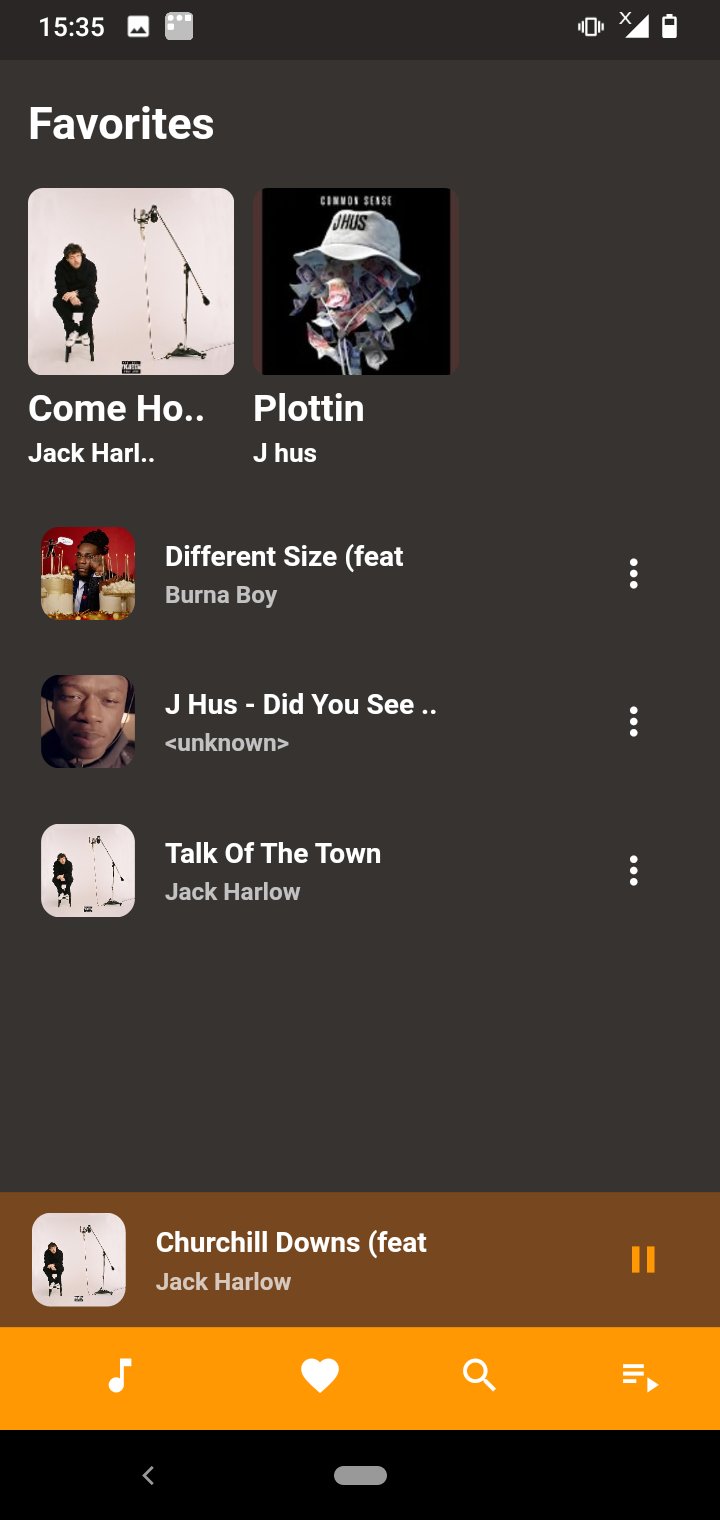 15:35
Favorites
COMMON SENSE
JHUS
Come Ho..
Plottin
Jack Harl..
J hus
Different Size (feat
Burna Boy
J Hus - Did You See ..
<unknown>
Talk Of The Town
Jack Harlow
Churchill Downs (feat
Jack Harlow